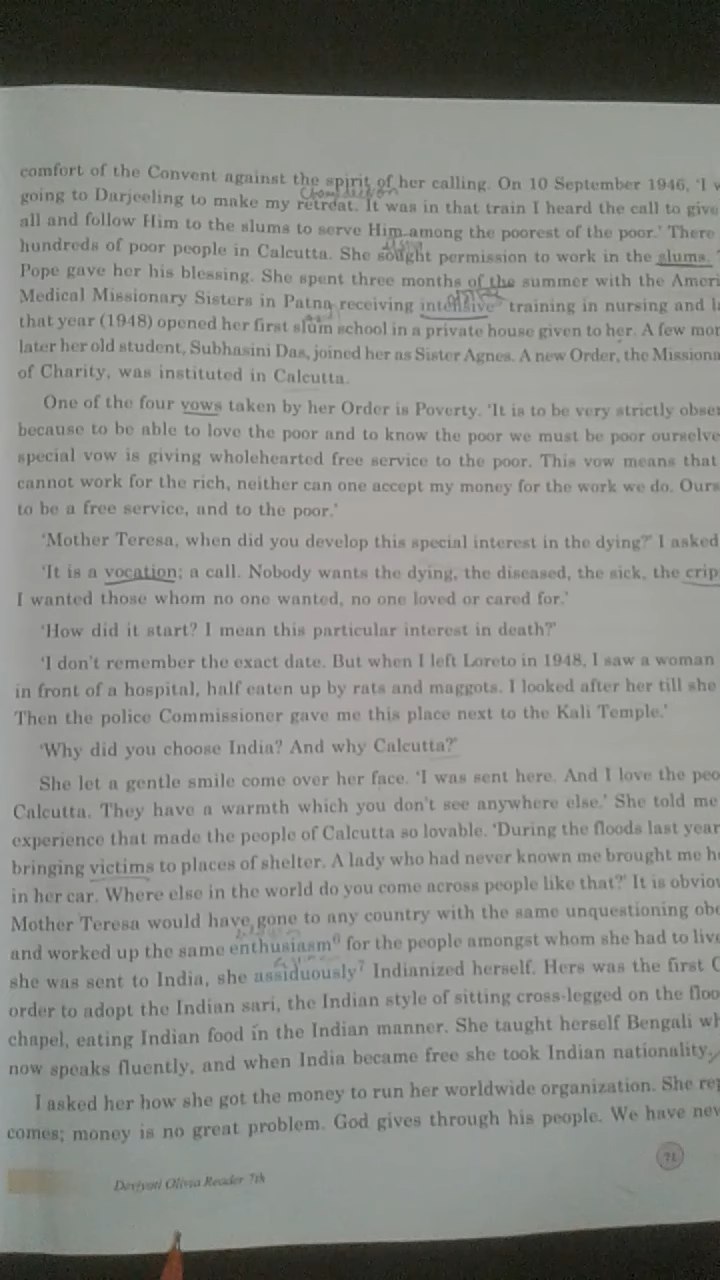 comfort of the Convent against the spirit of her calling. On 10 September 1946, 'I w
going to Darjeeling to make my retreat. It was in that train I heard the call to give
all and follow Him to the slums to serve Him among the poorest of the poor.' There
hundreds of poor people in Calcutta. She sought permission to work in the slums.
Pope gave her his blessing. She spent three months of the summer with the Ameri
Medical Missionary Sisters in Patna receiving intensive training in nursing and la
that year (1948) opened her first slum school in a private house given to her. A few mon
later her old student, Subhasini Das, joined her as Sister Agnes. A new Order, the Missiona
of Charity, was instituted in Calcutta.
One of the four vows taken by her Order is Poverty. 'It is to be very strictly obser
because to be able to love the poor and to know the poor we must be poor ourselve
special vow is giving wholehearted free service to the poor. This vow means that
cannot work for the rich, neither can one accept my money for the work we do. Ours
to be a free service, and to the poor.'
'Mother Teresa, when did you develop this special interest in the dying?' I asked
'It is a vocation; a call. Nobody wants the dying, the diseased, the sick, the crip
I wanted those whom no one wanted, no one loved or cared for.'
'How did it start? I mean this particular interest in death?'
'I don't remember the exact date. But when I left Loreto in 1948, I saw a woman
in front of a hospital, half eaten up by rats and maggots. I looked after her till she
Then the police Commissioner gave me this place next to the Kali Temple.'
'Why did you choose India? And why Calcutta?'
She let a gentle smile come over her face. 'I was sent here. And I love the peo
Calcutta. They have a warmth which you don't see anywhere else.' She told me
experience that made the people of Calcutta so lovable. 'During the floods last year
bringing victims to places of shelter. A lady who had never known me brought me ho
in her car. Where else in the world do you come across people like that?' It is obviou
Mother Teresa would have gone to any country with the same unquestioning obe
and worked up the same enthusiasm⁶ for the people amongst whom she had to live
she was sent to India, she assiduously⁷ Indianized herself. Hers was the first C
order to adopt the Indian sari, the Indian style of sitting cross-legged on the floo
chapel, eating Indian food in the Indian manner. She taught herself Bengali wh
now speaks fluently, and when India became free she took Indian nationality.
I asked her how she got the money to run her worldwide organization. She rep
comes; money is no great problem. God gives through his people. We have nev
71
Devjyoti Olivia Reader 7th